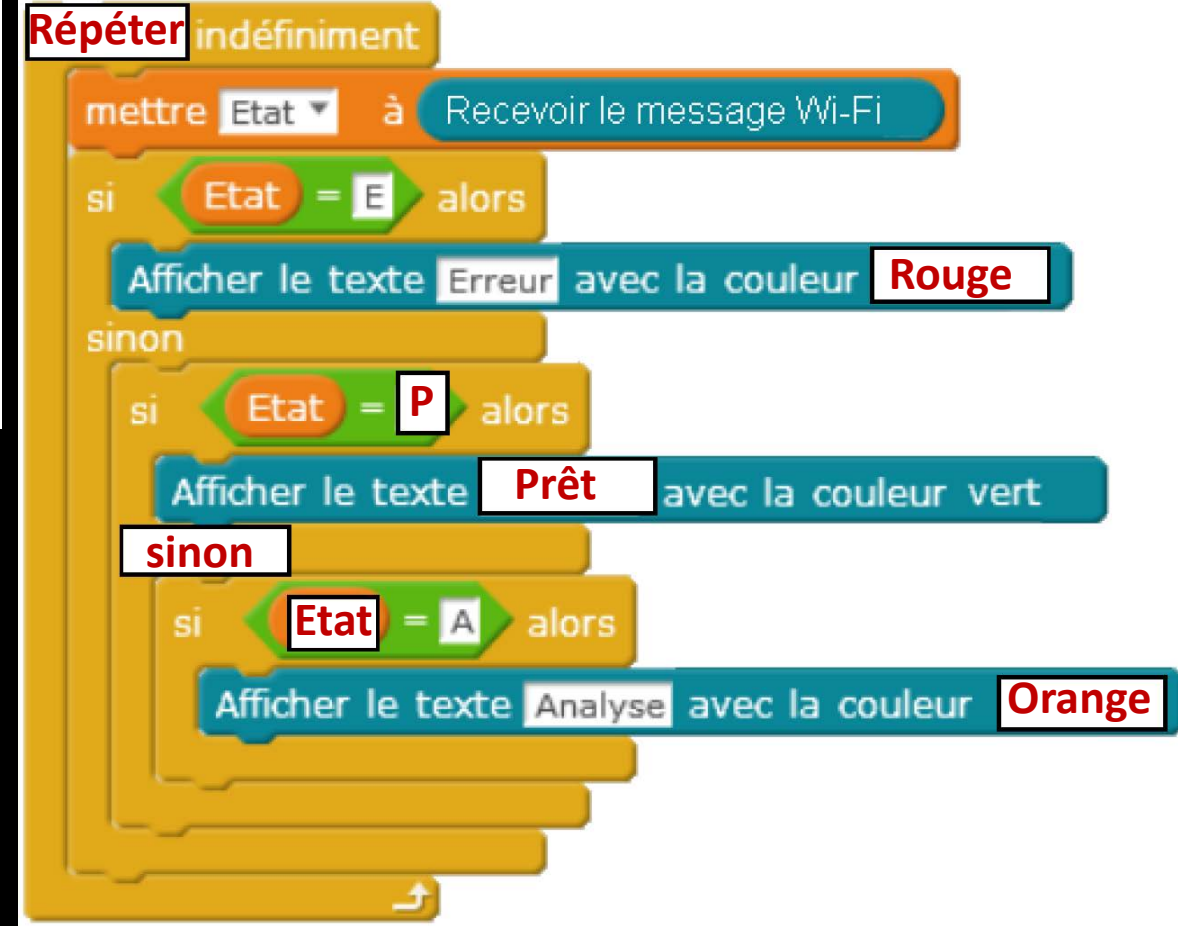 Répéter indéfiniment
mettre Etat à Recevoir le message Wi-Fi
si Etat = E alors
Afficher le texte Erreur avec la couleur Rouge
sinon
si Etat = P alors
Afficher le texte Prêt avec la couleur vert
sinon
si Etat = A alors
Afficher le texte Analyse avec la couleur Orange